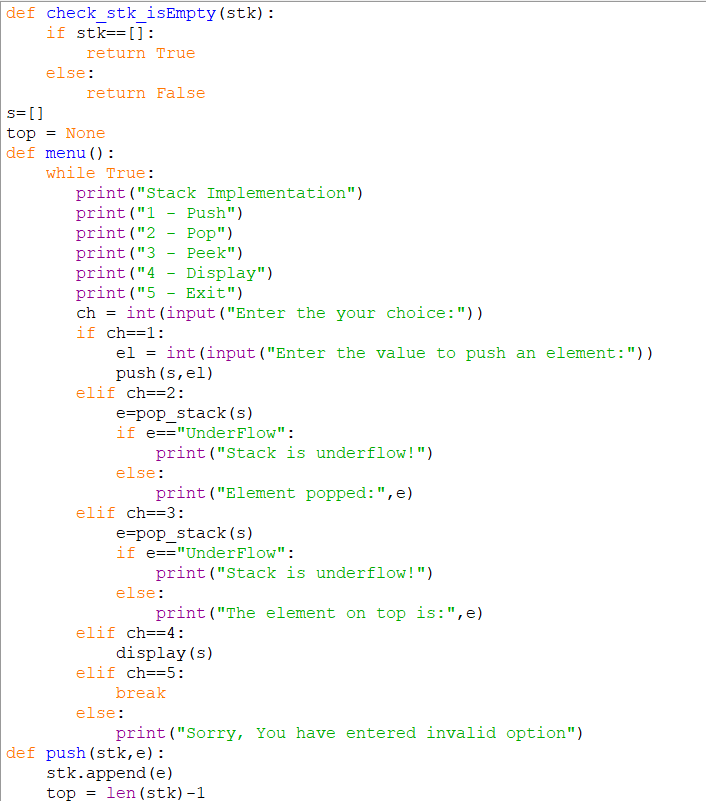 def check_stk_isEmpty(stk):
    if stk==[]:
        return True
    else:
        return False
s=[]
top = None
def menu():
    while True:
       print("Stack Implementation")
       print("1 - Push")
       print("2 - Pop")
       print("3 - Peek")
       print("4 - Display")
       print("5 - Exit")
       ch = int(input("Enter the your choice:"))
       if ch==1:
           el = int(input("Enter the value to push an element:"))
           push(s,el)
       elif ch==2:
           e=pop_stack(s)
           if e=="UnderFlow":
               print("Stack is underflow!")
           else:
               print("Element popped:",e)
       elif ch==3:
           e=pop_stack(s)
           if e=="UnderFlow":
               print("Stack is underflow!")
           else:
               print("The element on top is:",e)
       elif ch==4:
           display(s)
       elif ch==5:
           break
       else:
           print("Sorry, You have entered invalid option")
def push(stk,e):
    stk.append(e)
    top = len(stk)-1